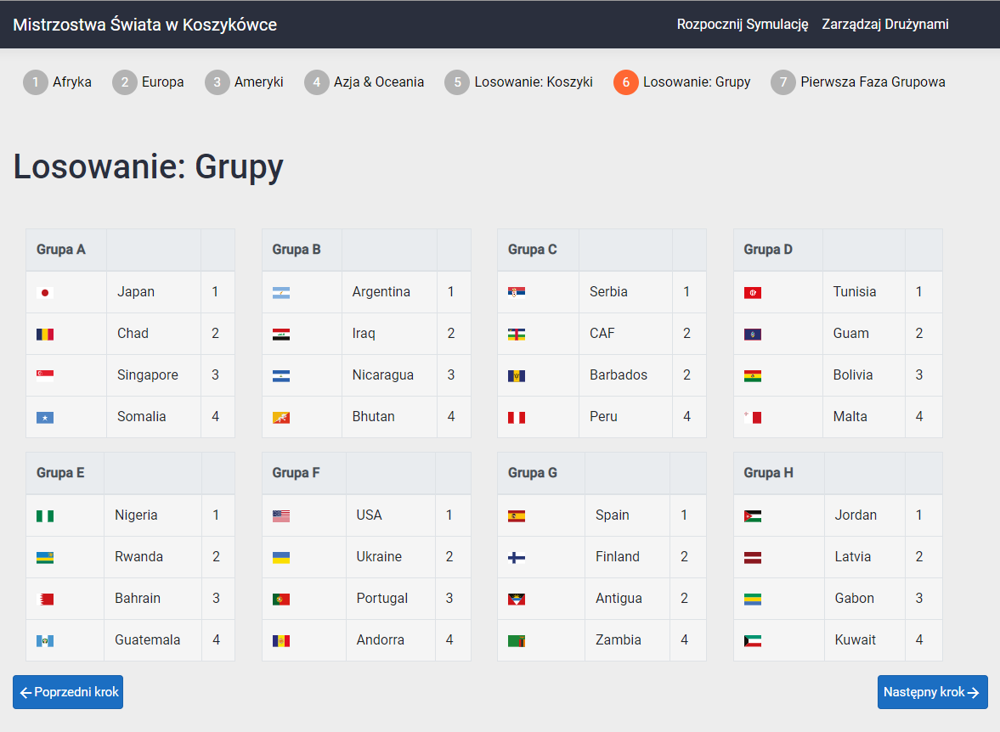 Mistrzostwa Świata w Koszykówce
Rozpocznij Symulację Zarządzaj Drużynami
1 Afryka 2 Europa 3 Ameryki 4 Azja & Oceania 5 Losowanie: Koszyki 6 Losowanie: Grupy 7 Pierwsza Faza Grupowa
Losowanie: Grupy
Grupa A
Japan 1
Chad 2
Singapore 3
Somalia 4
Grupa B
Argentina 1
Iraq 2
Nicaragua 3
Bhutan 4
Grupa C
Serbia 1
CAF 2
Barbados 2
Peru 4
Grupa D
Tunisia 1
Guam 2
Bolivia 3
Malta 4
Grupa E
Nigeria 1
Rwanda 2
Bahrain 3
Guatemala 4
Grupa F
USA 1
Ukraine 2
Portugal 3
Andorra 4
Grupa G
Spain 1
Finland 2
Antigua 2
Zambia 4
Grupa H
Jordan 1
Latvia 2
Gabon 3
Kuwait 4
Poprzedni krok
Następny krok